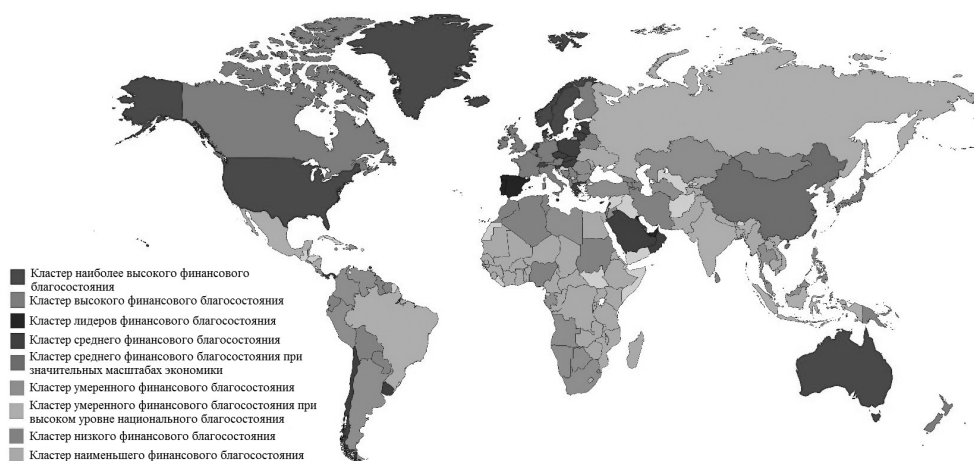 Кластер наиболее высокого финансового
благосостояния
Кластер высокого финансового благосостояния
Кластер лидеров финансового благосостояния
Кластер среднего финансового благосостояния
Кластер среднего финансового благосостояния при
значительных масштабах экономики
Кластер умеренного финансового благосостояния
Кластер умеренного финансового благосостояния при
высоком уровне национального благосостояния
Кластер низкого финансового благосостояния
Кластер наименьшего финансового благосостояния